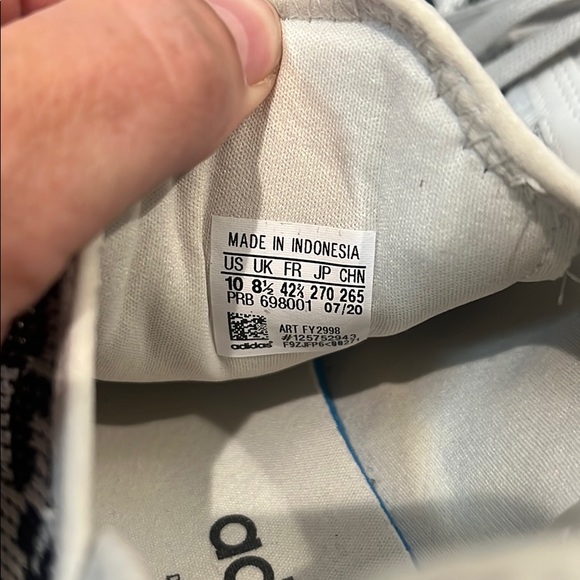 MADE IN INDONESIA
US UK FR JP CHN
10 8½ 42⅔ 270 265
PRB 698001 07/20
ART FY2998
#125752943
adidas